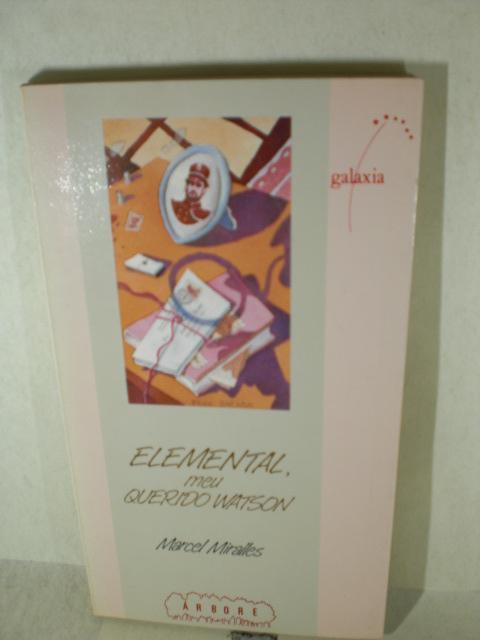 galaxia
ELEMENTAL,
meu
QUERIDO WATSON
Marcel Miralles
ÁRBORE